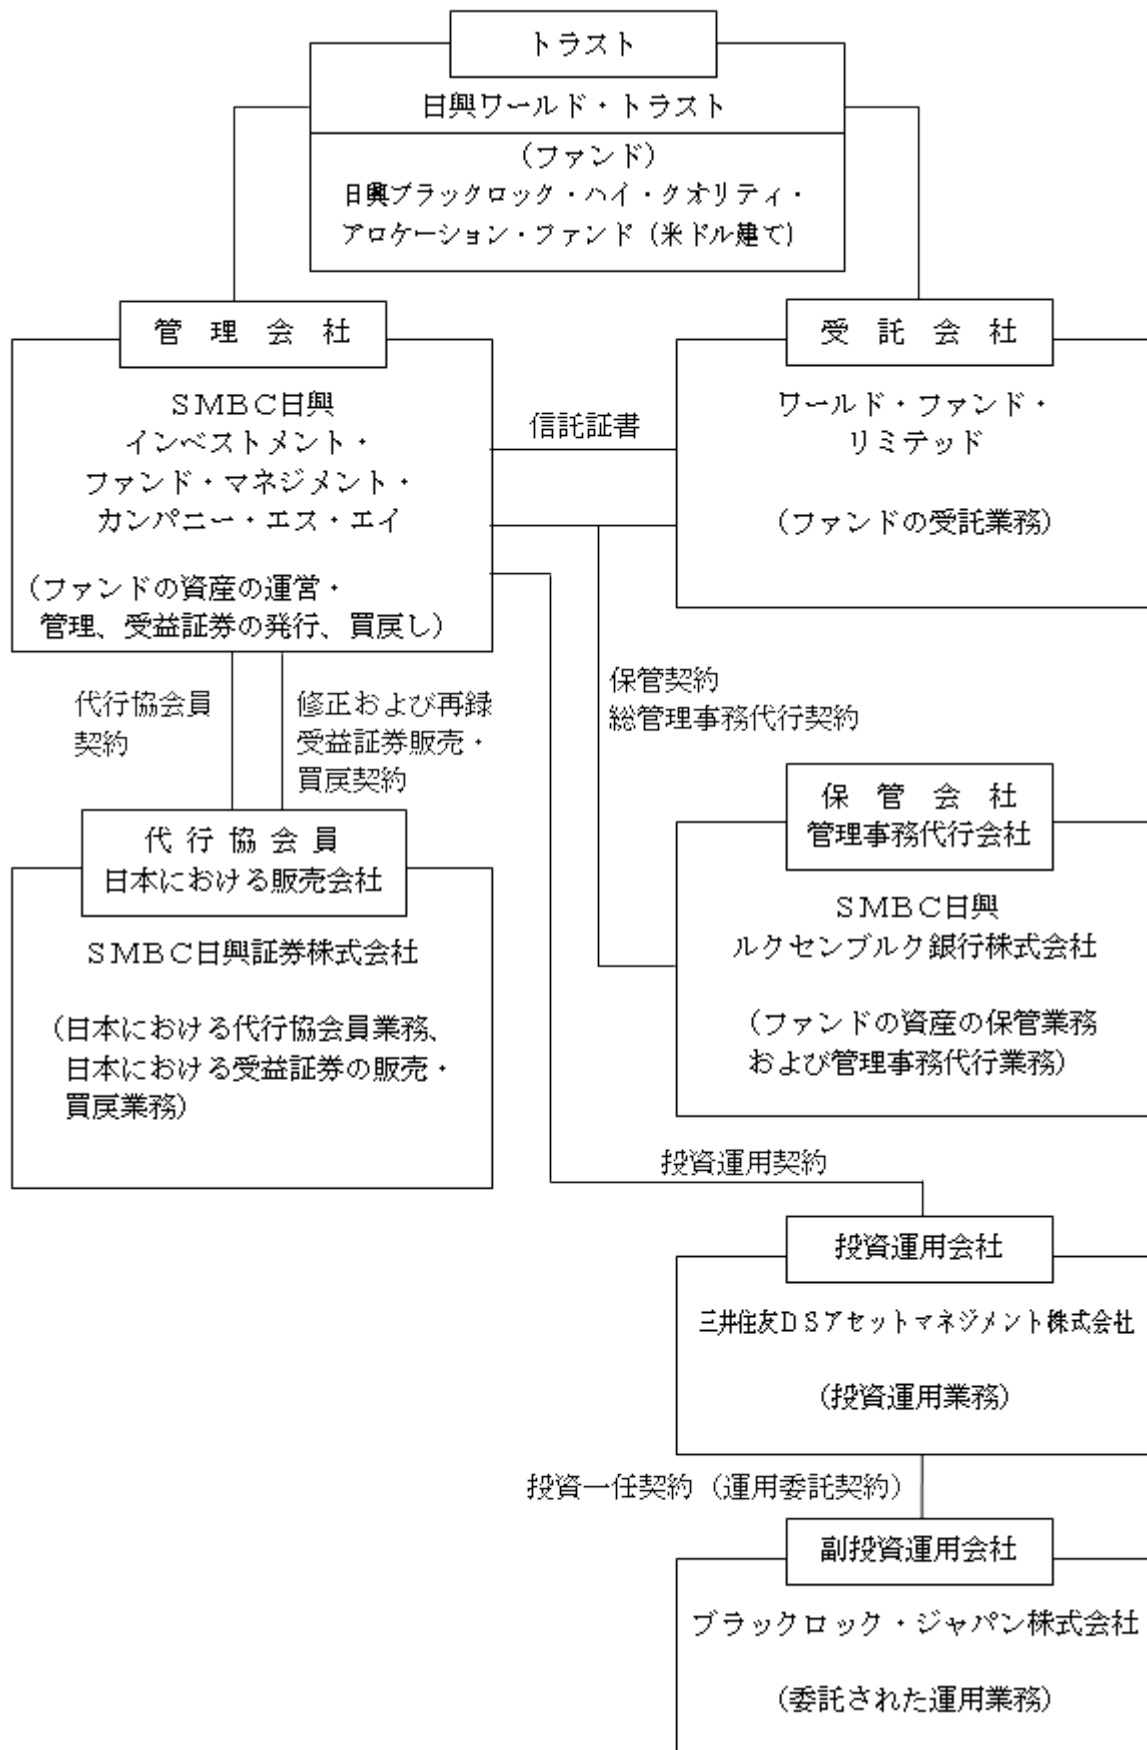 トラスト
日興ワールド・トラスト
(ファンド)
日興ブラックロック・ハイ・クオリティ・
アロケーション・ファンド(米ドル建て)
管理会社
SMBC日興
インベストメント・
ファンド・マネジメント・
カンパニー・エス・エイ
(ファンドの資産の運営・
管理、受益証券の発行、買戻し)
信託証書
受託会社
ワールド・ファンド・
リミテッド
(ファンドの受託業務)
代行協会員
契約
修正および再録
受益証券販売・
買戻契約
保管契約
総管理事務代行契約
代行協会員
日本における販売会社
SMBC日興証券株式会社
(日本における代行協会員業務、
日本における受益証券の販売・
買戻業務)
保管会社
管理事務代行会社
SMBC日興
ルクセンブルク銀行株式会社
(ファンドの資産の保管業務
および管理事務代行業務)
投資運用契約
投資運用会社
三井住友DSアセットマネジメント株式会社
(投資運用業務)
投資一任契約(運用委託契約)
副投資運用会社
ブラックロック・ジャパン株式会社
(委託された運用業務)